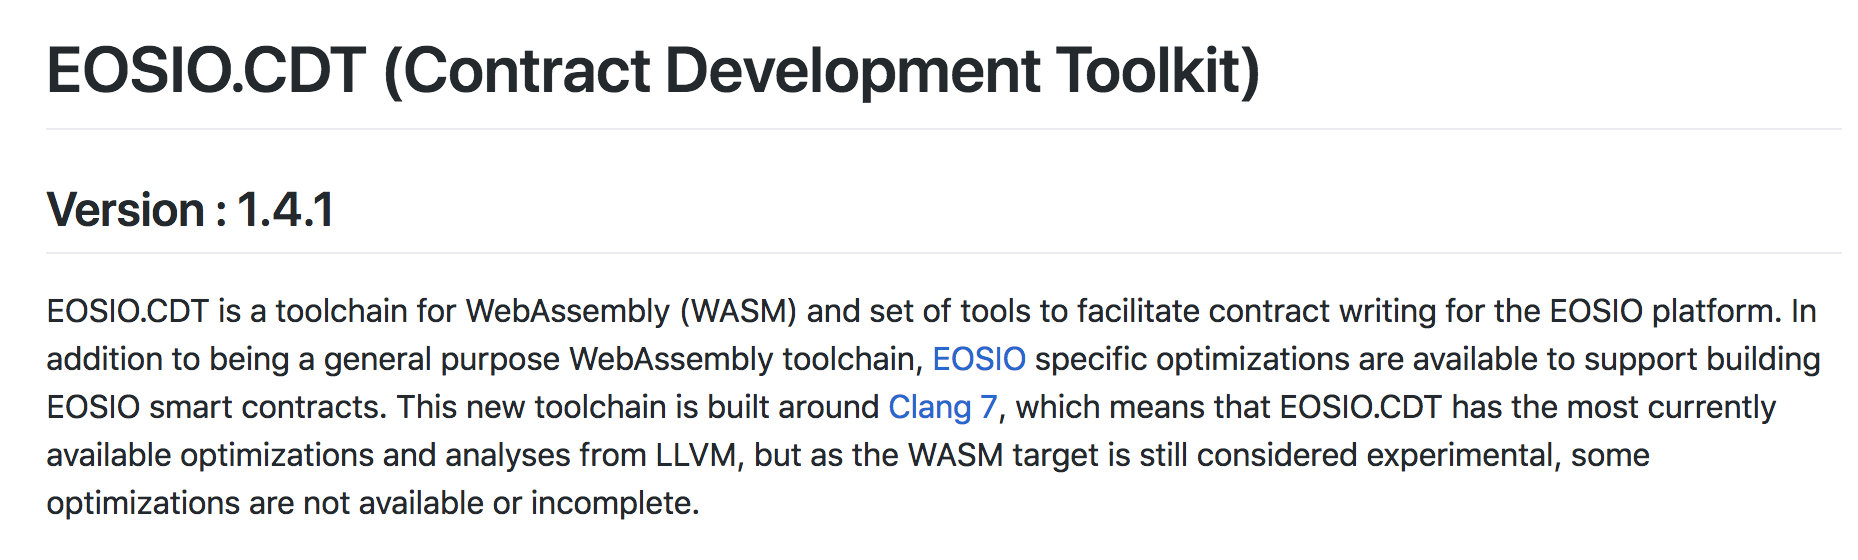 EOSIO.CDT (Contract Development Toolkit)
Version : 1.4.1
EOSIO.CDT is a toolchain for WebAssembly (WASM) and set of tools to facilitate contract writing for the EOSIO platform. In
addition to being a general purpose WebAssembly toolchain, EOSIO specific optimizations are available to support building
EOSIO smart contracts. This new toolchain is built around Clang 7, which means that EOSIO.CDT has the most currently
available optimizations and analyses from LLVM, but as the WASM target is still considered experimental, some
optimizations are not available or incomplete.